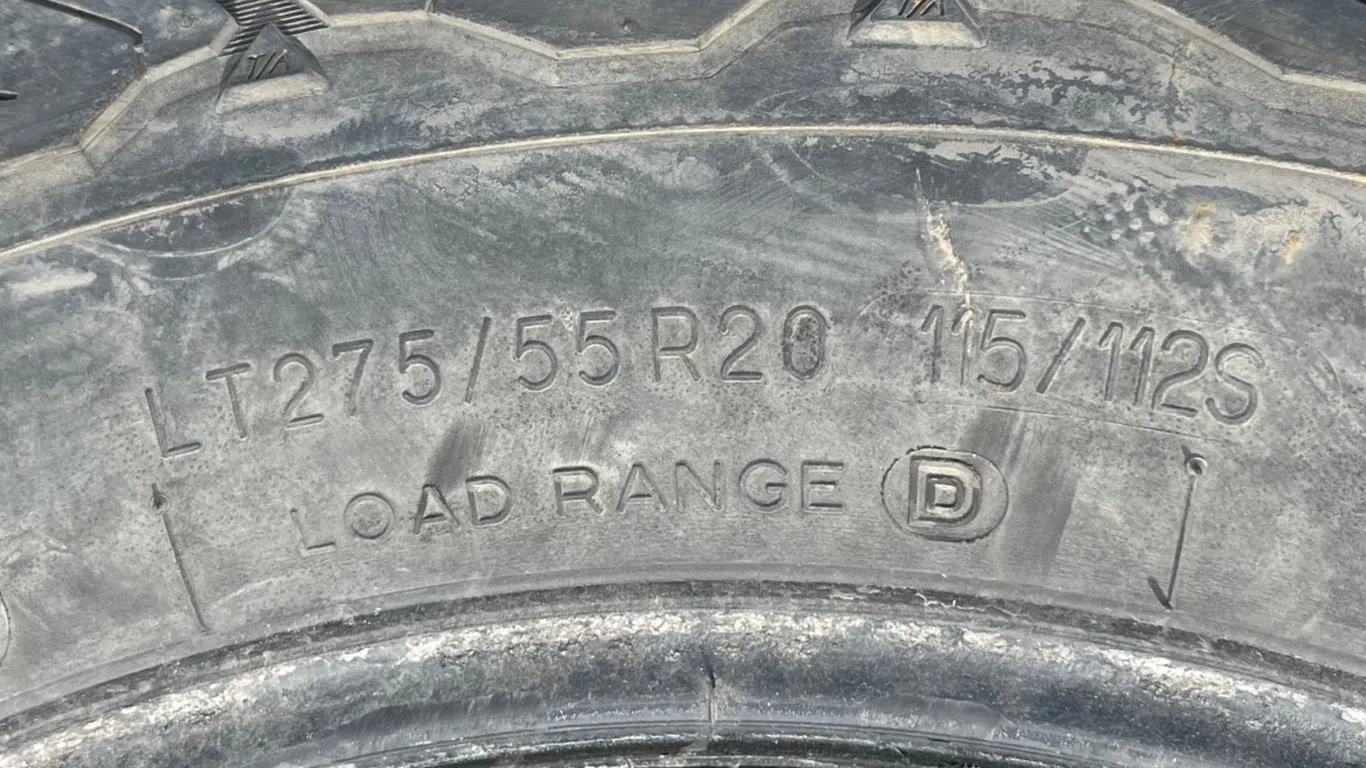 T/A T/A
LT275/55R20 115/112S
LOAD RANGE D